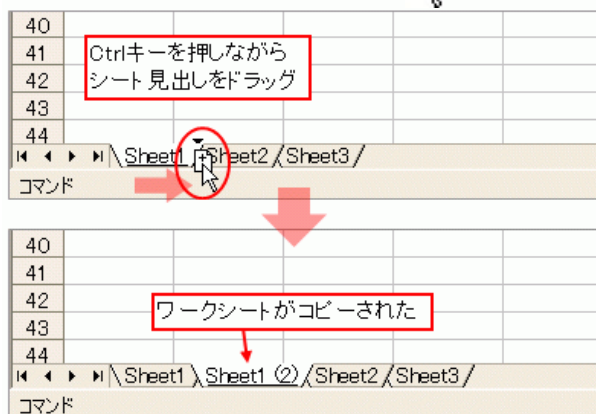 40
41
Ctrlキーを押しながら
42
シート見出しをドラッグ
43
44
Sheet1 Sheet2 Sheet3
コマンド
40
41
42
ワークシートがコピーされた
43
44
Sheet1 Sheet1 (2) Sheet2 Sheet3
コマンド